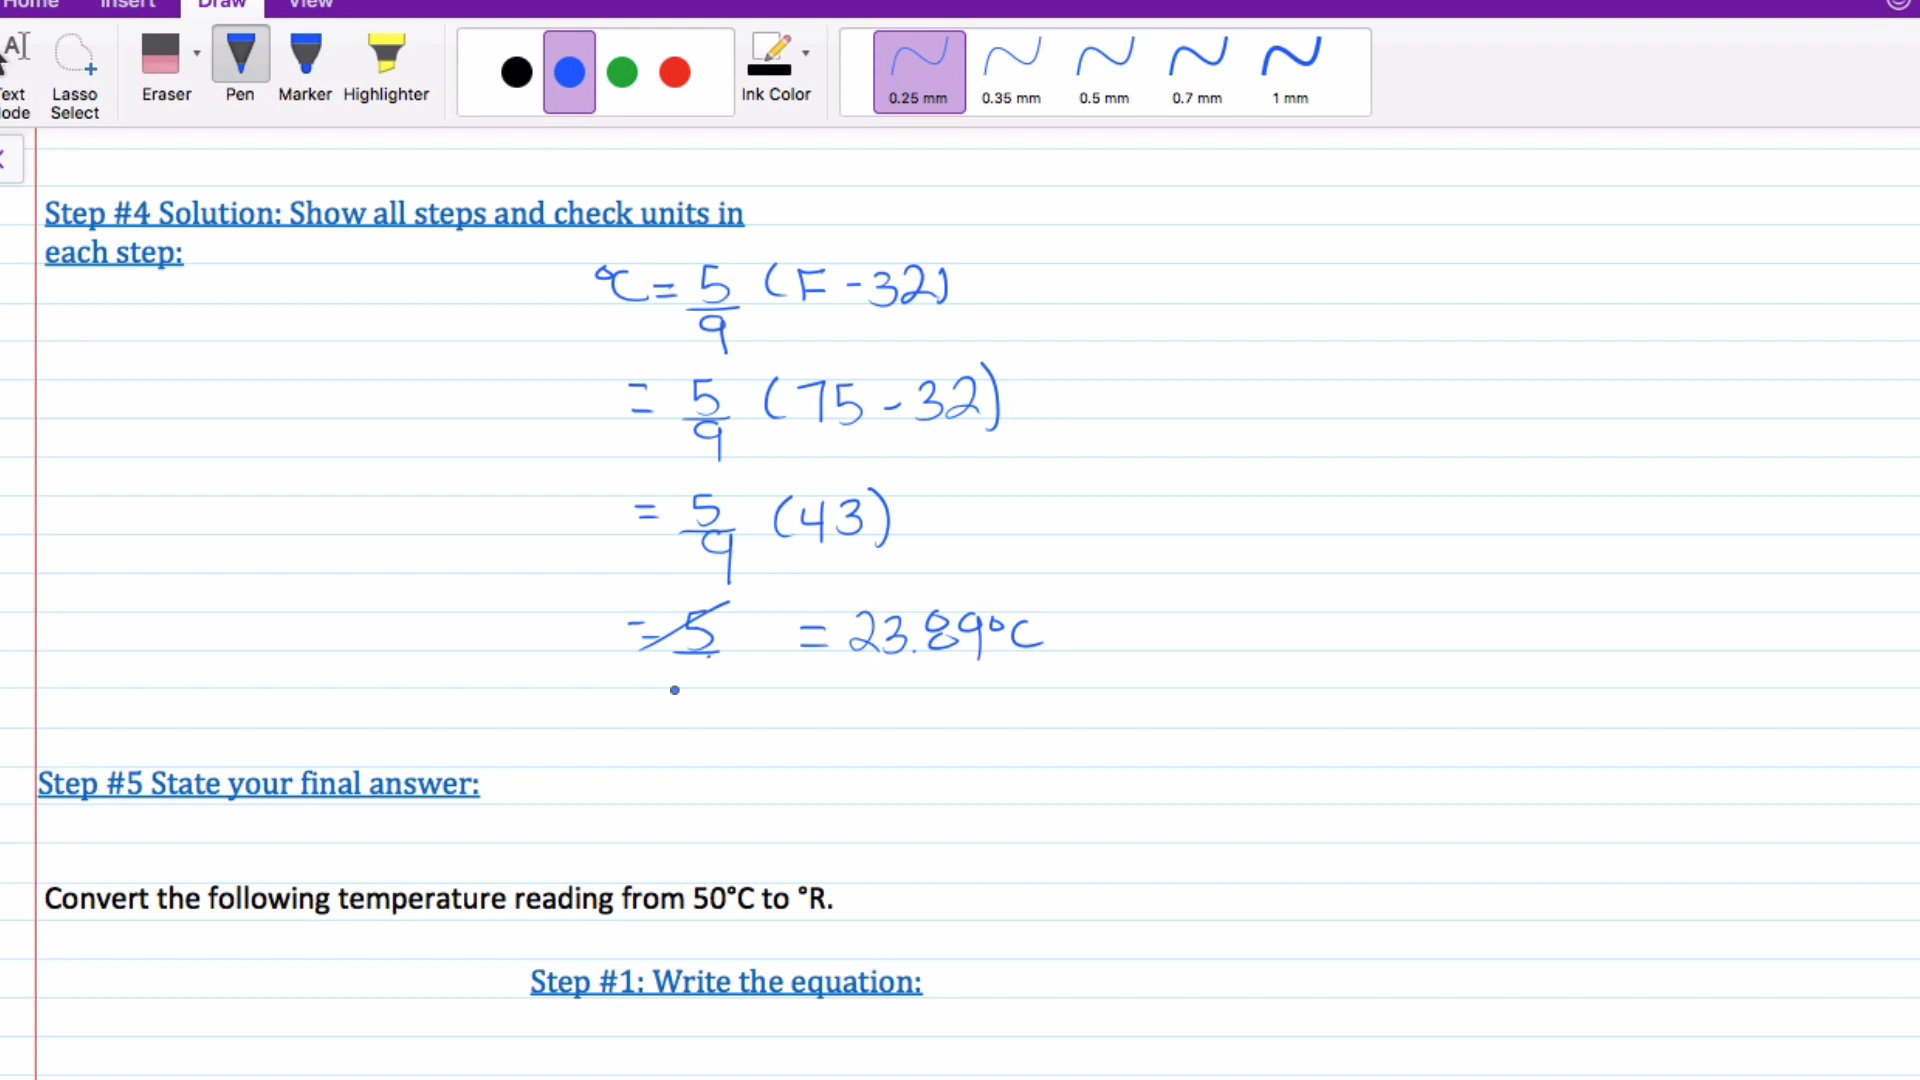 Home Insert Draw View
Text Mode
Lasso Select
Eraser
Pen
Marker
Highlighter
Ink Color
0.25 mm
0.35 mm
0.5 mm
0.7 mm
1 mm
Step #4 Solution: Show all steps and check units in
each step:
°C = 5/9 (F - 32)
= 5/9 (75 - 32)
= 5/9 (43)
= 5 = 23.89°C
Step #5 State your final answer:
Convert the following temperature reading from 50°C to °R.
Step #1: Write the equation: